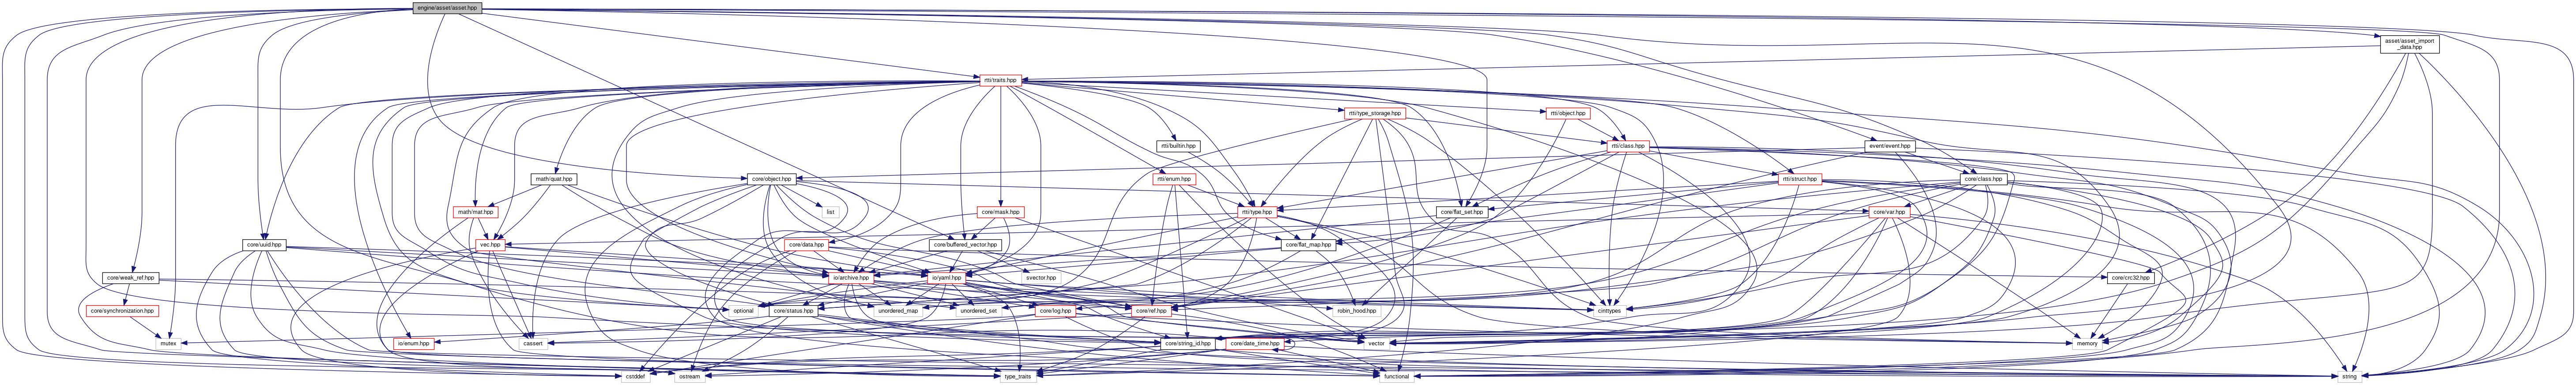 engine/asset/asset.hpp
asset/asset_import
_data.hpp
rtti/traits.hpp
rtti/type_storage.hpp
rtti/object.hpp
rtti/builtin.hpp
rtti/class.hpp
event/event.hpp
math/quat.hpp
core/object.hpp
rtti/enum.hpp
rtti/struct.hpp
core/class.hpp
math/mat.hpp
core/mask.hpp
list
rtti/type.hpp
core/flat_set.hpp
core/var.hpp
core/uuid.hpp
vec.hpp
core/data.hpp
core/buffered_vector.hpp
core/flat_map.hpp
core/weak_ref.hpp
io/archive.hpp
io/yaml.hpp
svector.hpp
core/crc32.hpp
core/synchronization.hpp
optional
core/status.hpp
unordered_map
unordered_set
core/log.hpp
core/ref.hpp
robin_hood.hpp
cinttypes
mutex
io/enum.hpp
cassert
core/string_id.hpp
core/date_time.hpp
vector
memory
cstddef
ostream
type_traits
functional
string